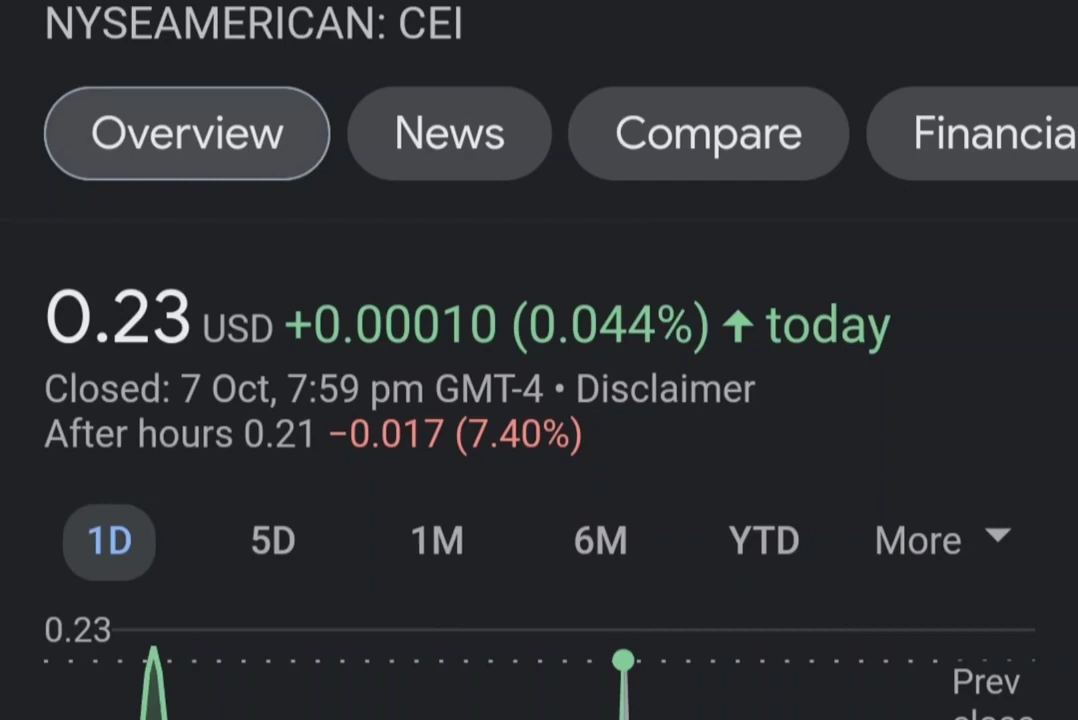 NYSEAMERICAN: CEI
Overview News Compare Financia
0.23 USD +0.00010 (0.044%) ↑ today
Closed: 7 Oct, 7:59 pm GMT-4 • Disclaimer
After hours 0.21 −0.017 (7.40%)
1D 5D 1M 6M YTD More
0.23
Prev
close